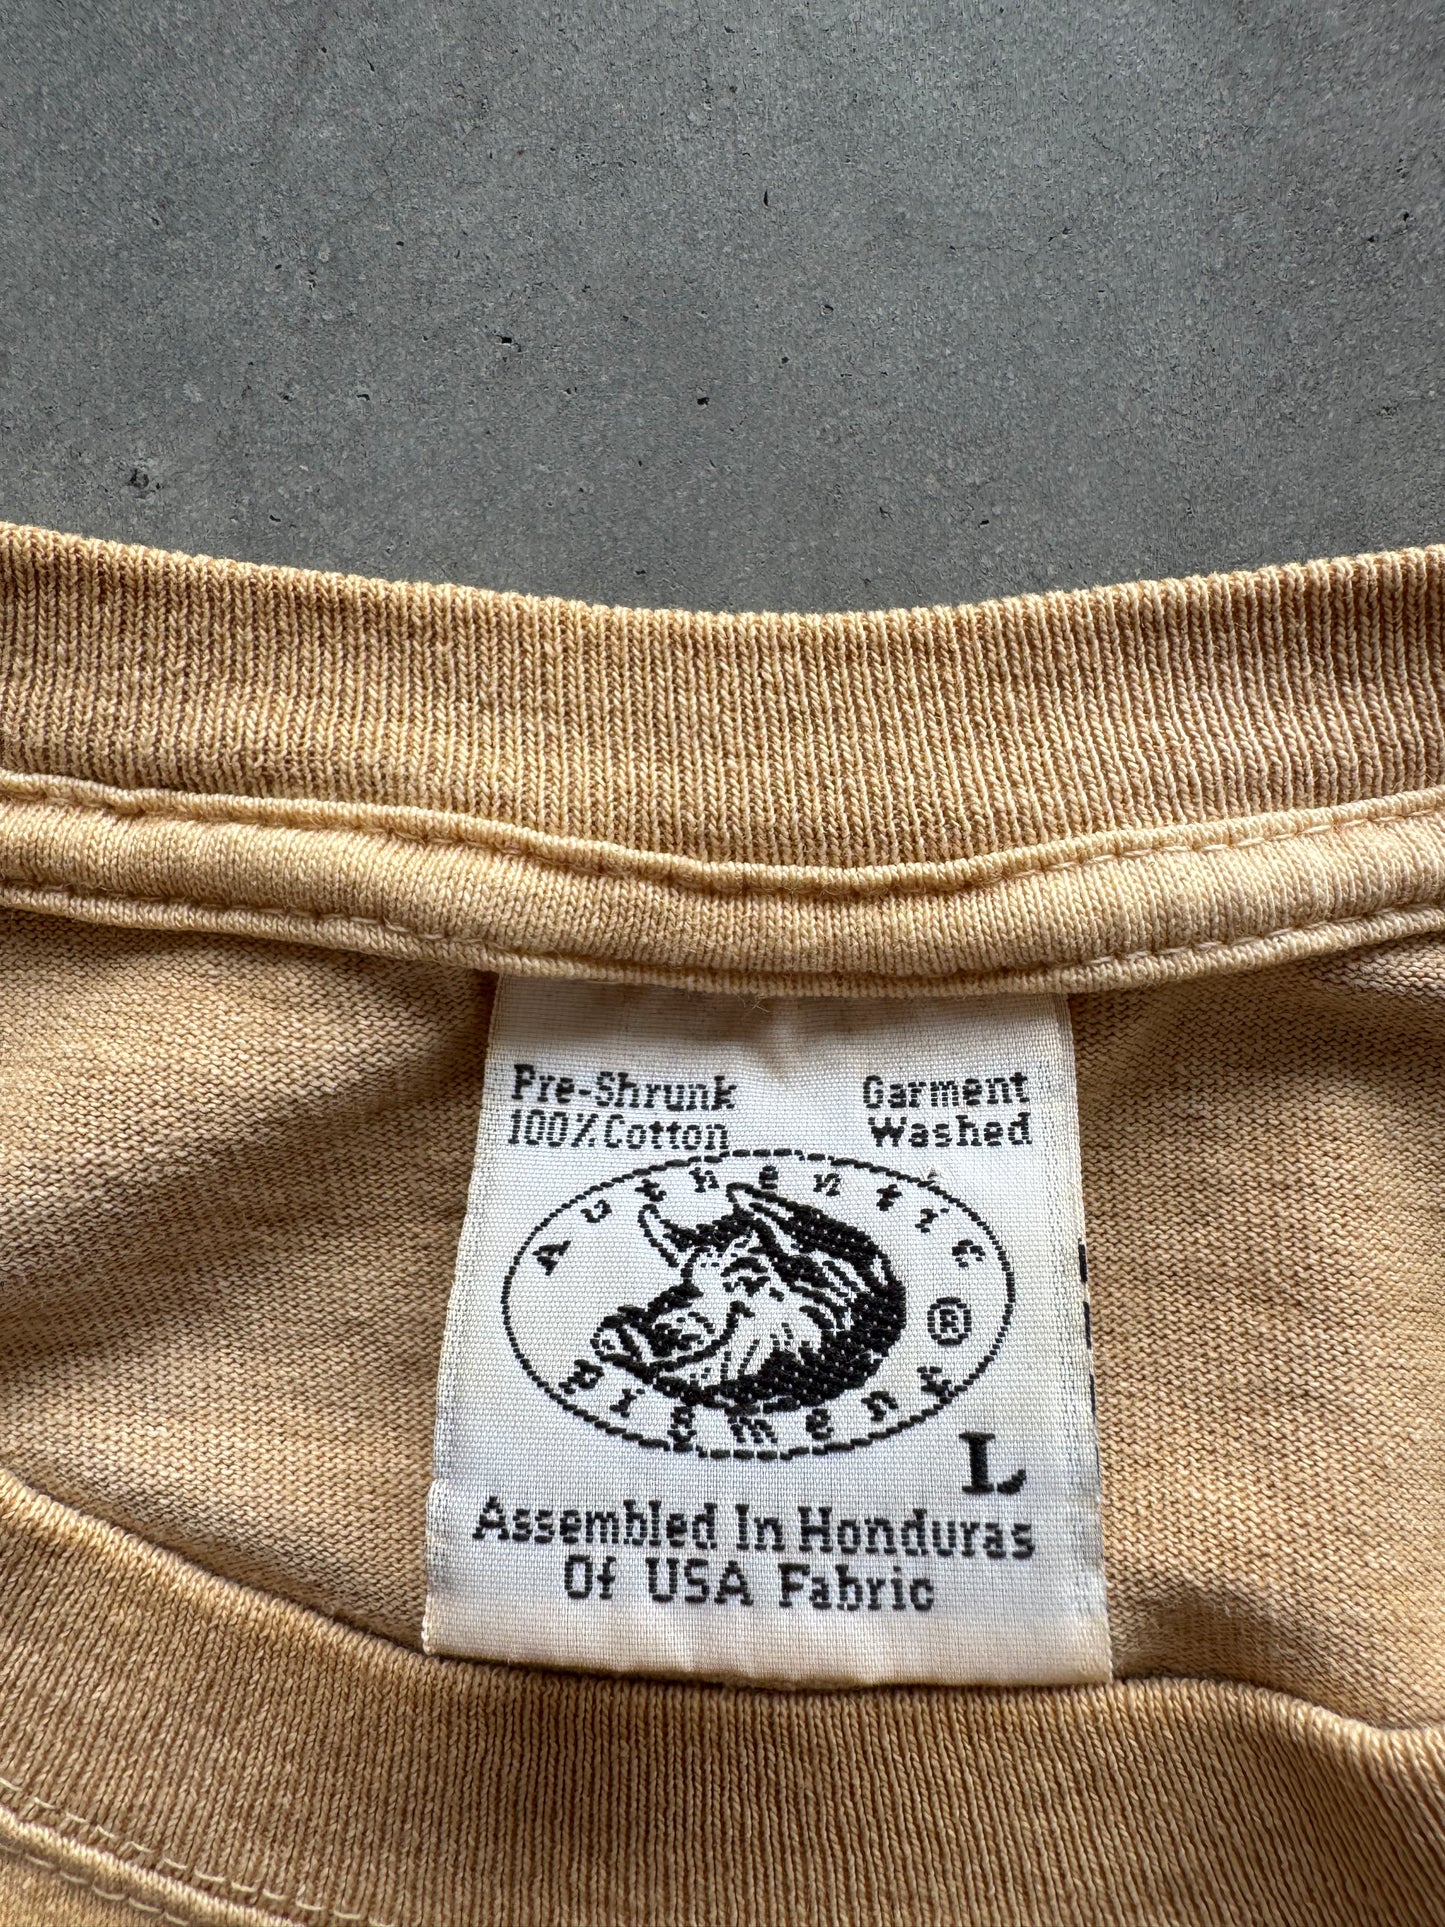 Pre-Shrunk
100% Cotton
Garment
Washed
Authentic
Pigment ®
L
Assembled In Honduras
Of USA Fabric